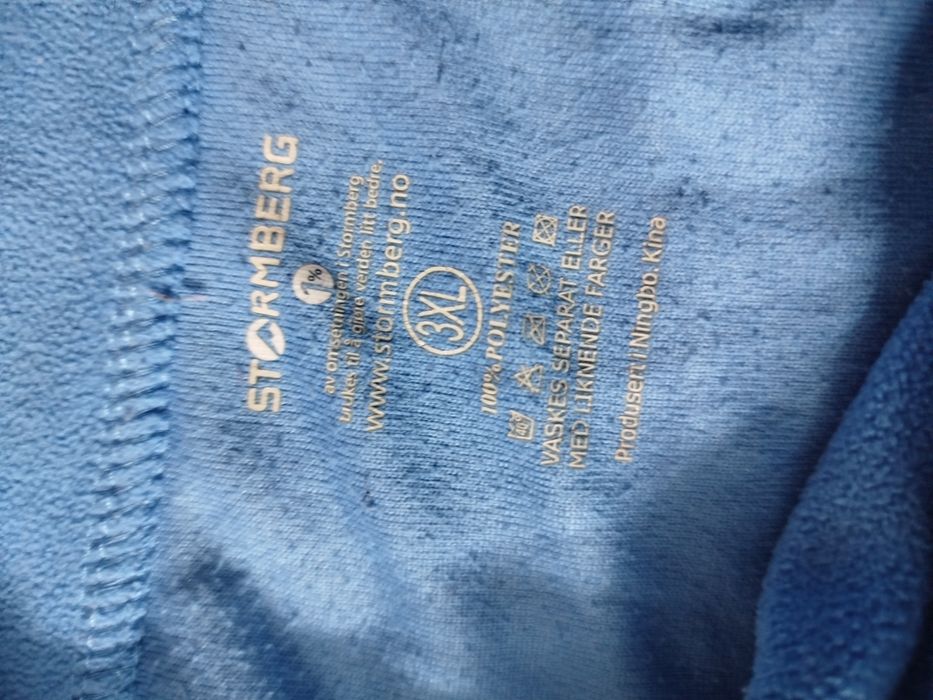 STORMBERG
1%
av omsetningen i Stormberg
brukes til å gjøre verden litt bedre.
www.stormberg.no
3XL
100% POLYESTER
40
VASKES SEPARAT ELLER
MED LIKNENDE FARGER
Produsert i Ningbo. Kina